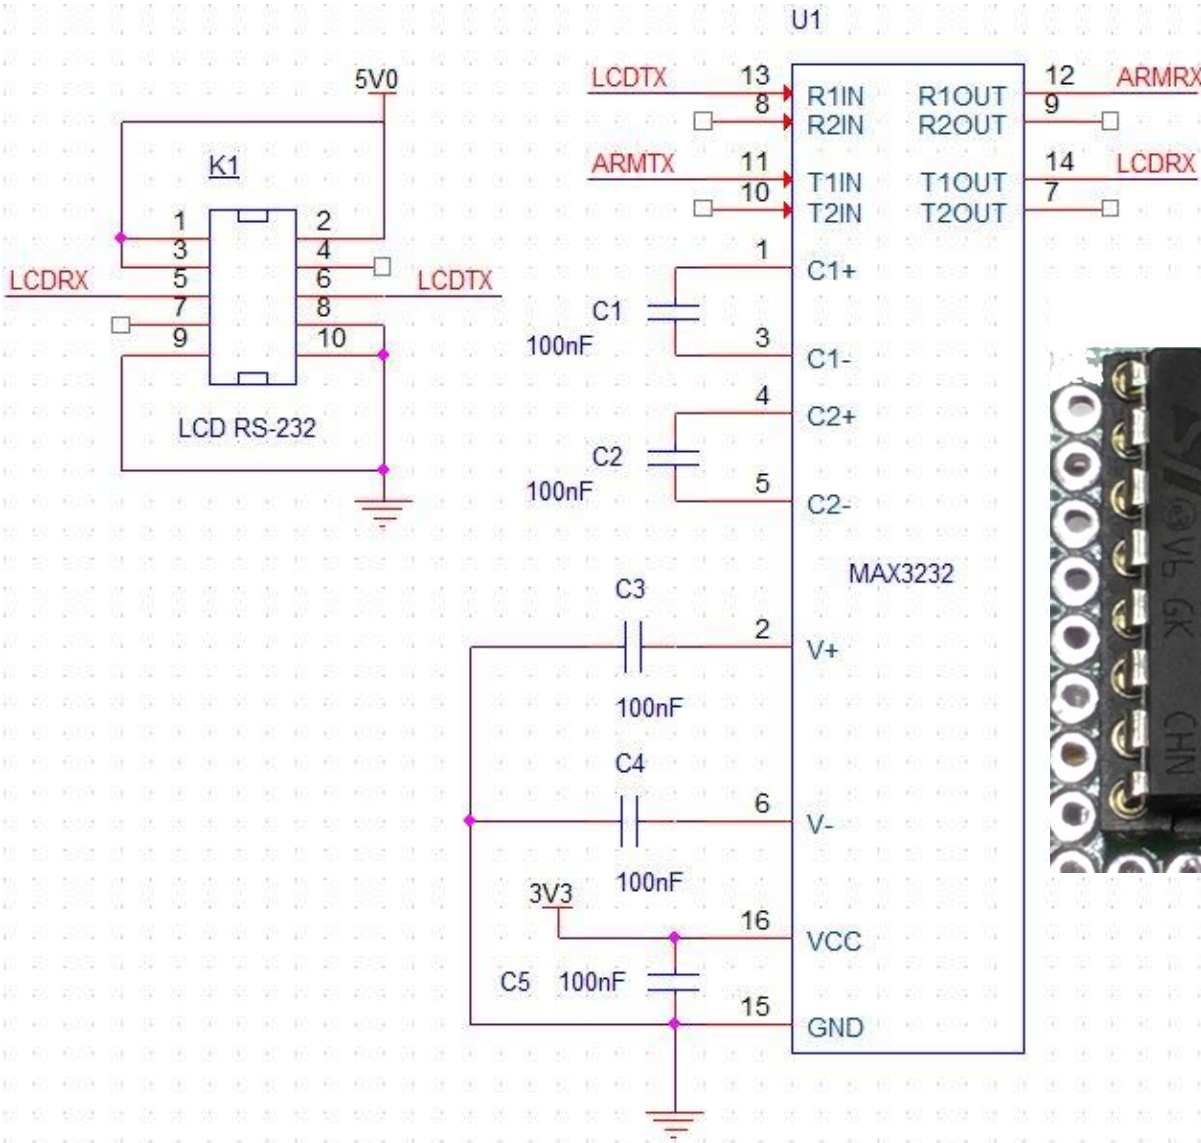 U1
5V0
K1
1 2
3 4
5 6
7 8
9 10
LCDRX
LCDTX
LCD RS-232
LCDTX 13 R1IN R1OUT 12 ARMRX
8 R2IN R2OUT 9
ARMTX 11 T1IN T1OUT 14 LCDRX
10 T2IN T2OUT 7
1 C1+
C1
100nF
3 C1-
4 C2+
C2
100nF
5 C2-
MAX3232
C3
2 V+
100nF
C4
6 V-
100nF
3V3
16 VCC
C5 100nF
15 GND
GK
CHN